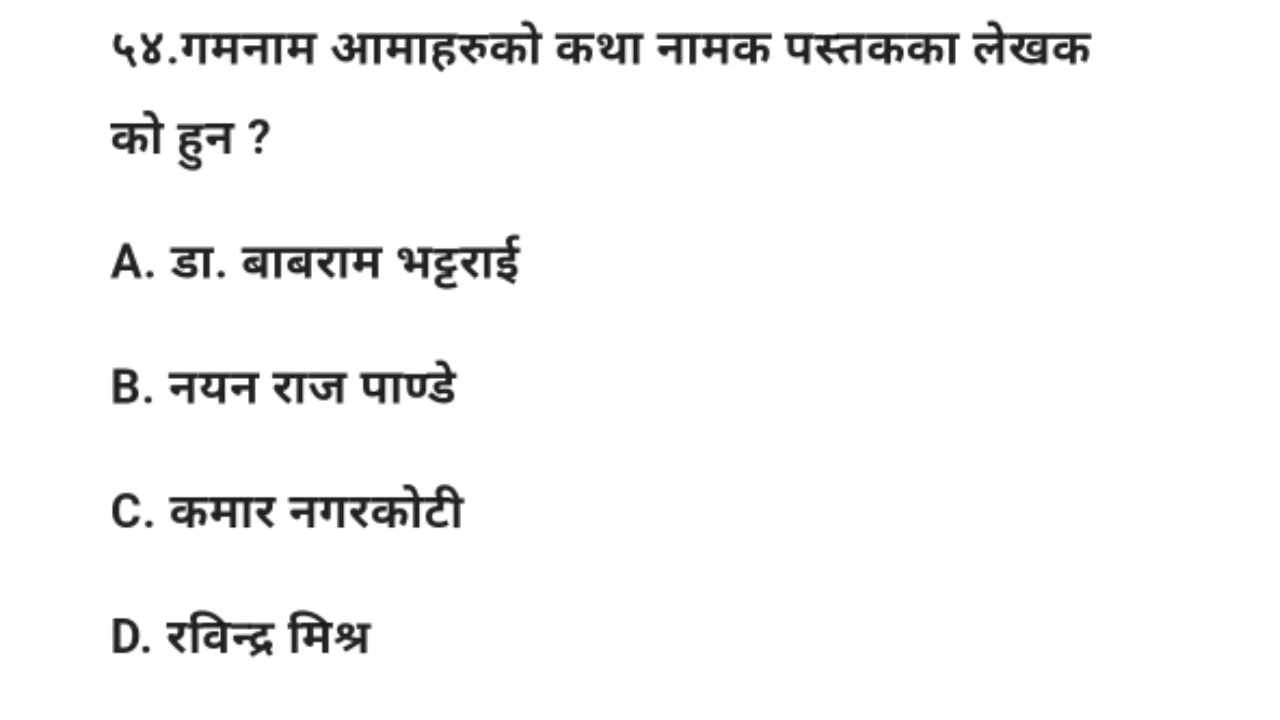 ५४.गमनाम आमाहरुको कथा नामक पस्तकका लेखक
को हुन ?
A. डा. बाबराम भट्टराई
B. नयन राज पाण्डे
C. कमार नगरकोटी
D. रविन्द्र मिश्र